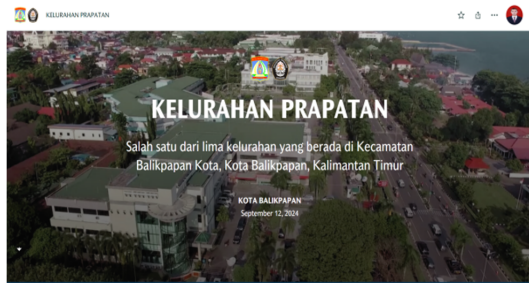 KELURAHAN PRAPATAN
KELURAHAN PRAPATAN
Salah satu dari lima kelurahan yang berada di Kecamatan
Balikpapan Kota, Kota Balikpapan, Kalimantan Timur
KOTA BALIKPAPAN
September 12, 2024